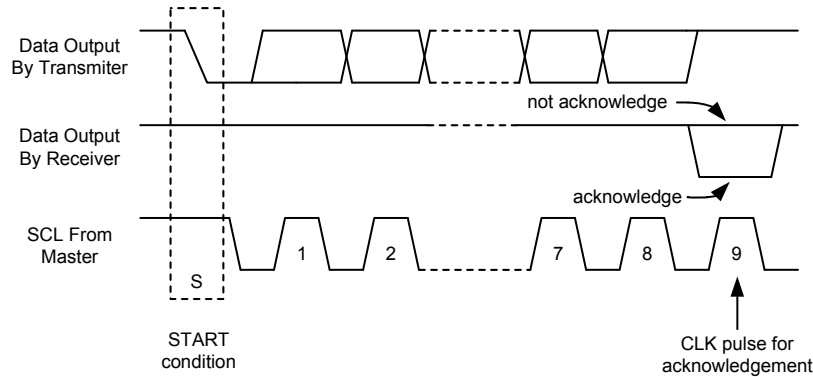 Data Output
By Transmiter
not acknowledge
Data Output
By Receiver
acknowledge
SCL From
Master
1
2
7
8
9
S
START
condition
CLK pulse for
acknowledgement